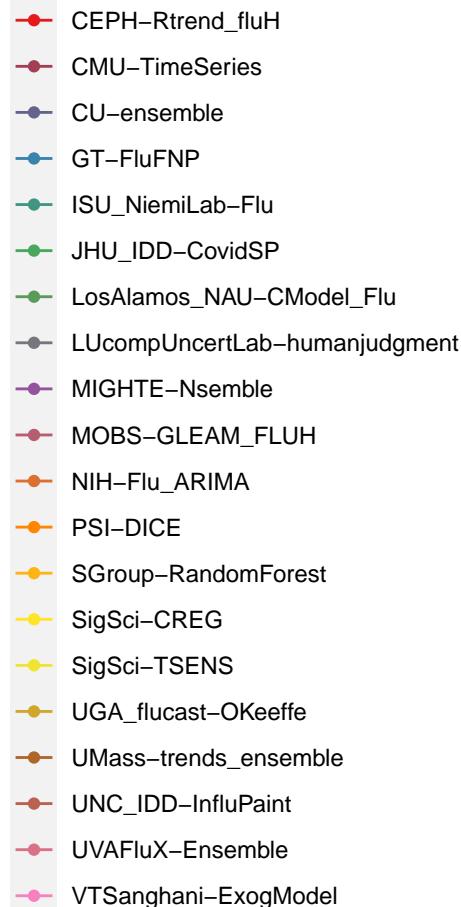 CEPH−Rtrend_fluH
CMU−TimeSeries
CU−ensemble
GT−FluFNP
ISU_NiemiLab−Flu
JHU_IDD−CovidSP
LosAlamos_NAU−CModel_Flu
LUcompUncertLab−humanjudgment
MIGHTE−Nsemble
MOBS−GLEAM_FLUH
NIH−Flu_ARIMA
PSI−DICE
SGroup−RandomForest
SigSci−CREG
SigSci−TSENS
UGA_flucast−OKeeffe
UMass−trends_ensemble
UNC_IDD−InfluPaint
UVAFluX−Ensemble
VTSanghani−ExogModel